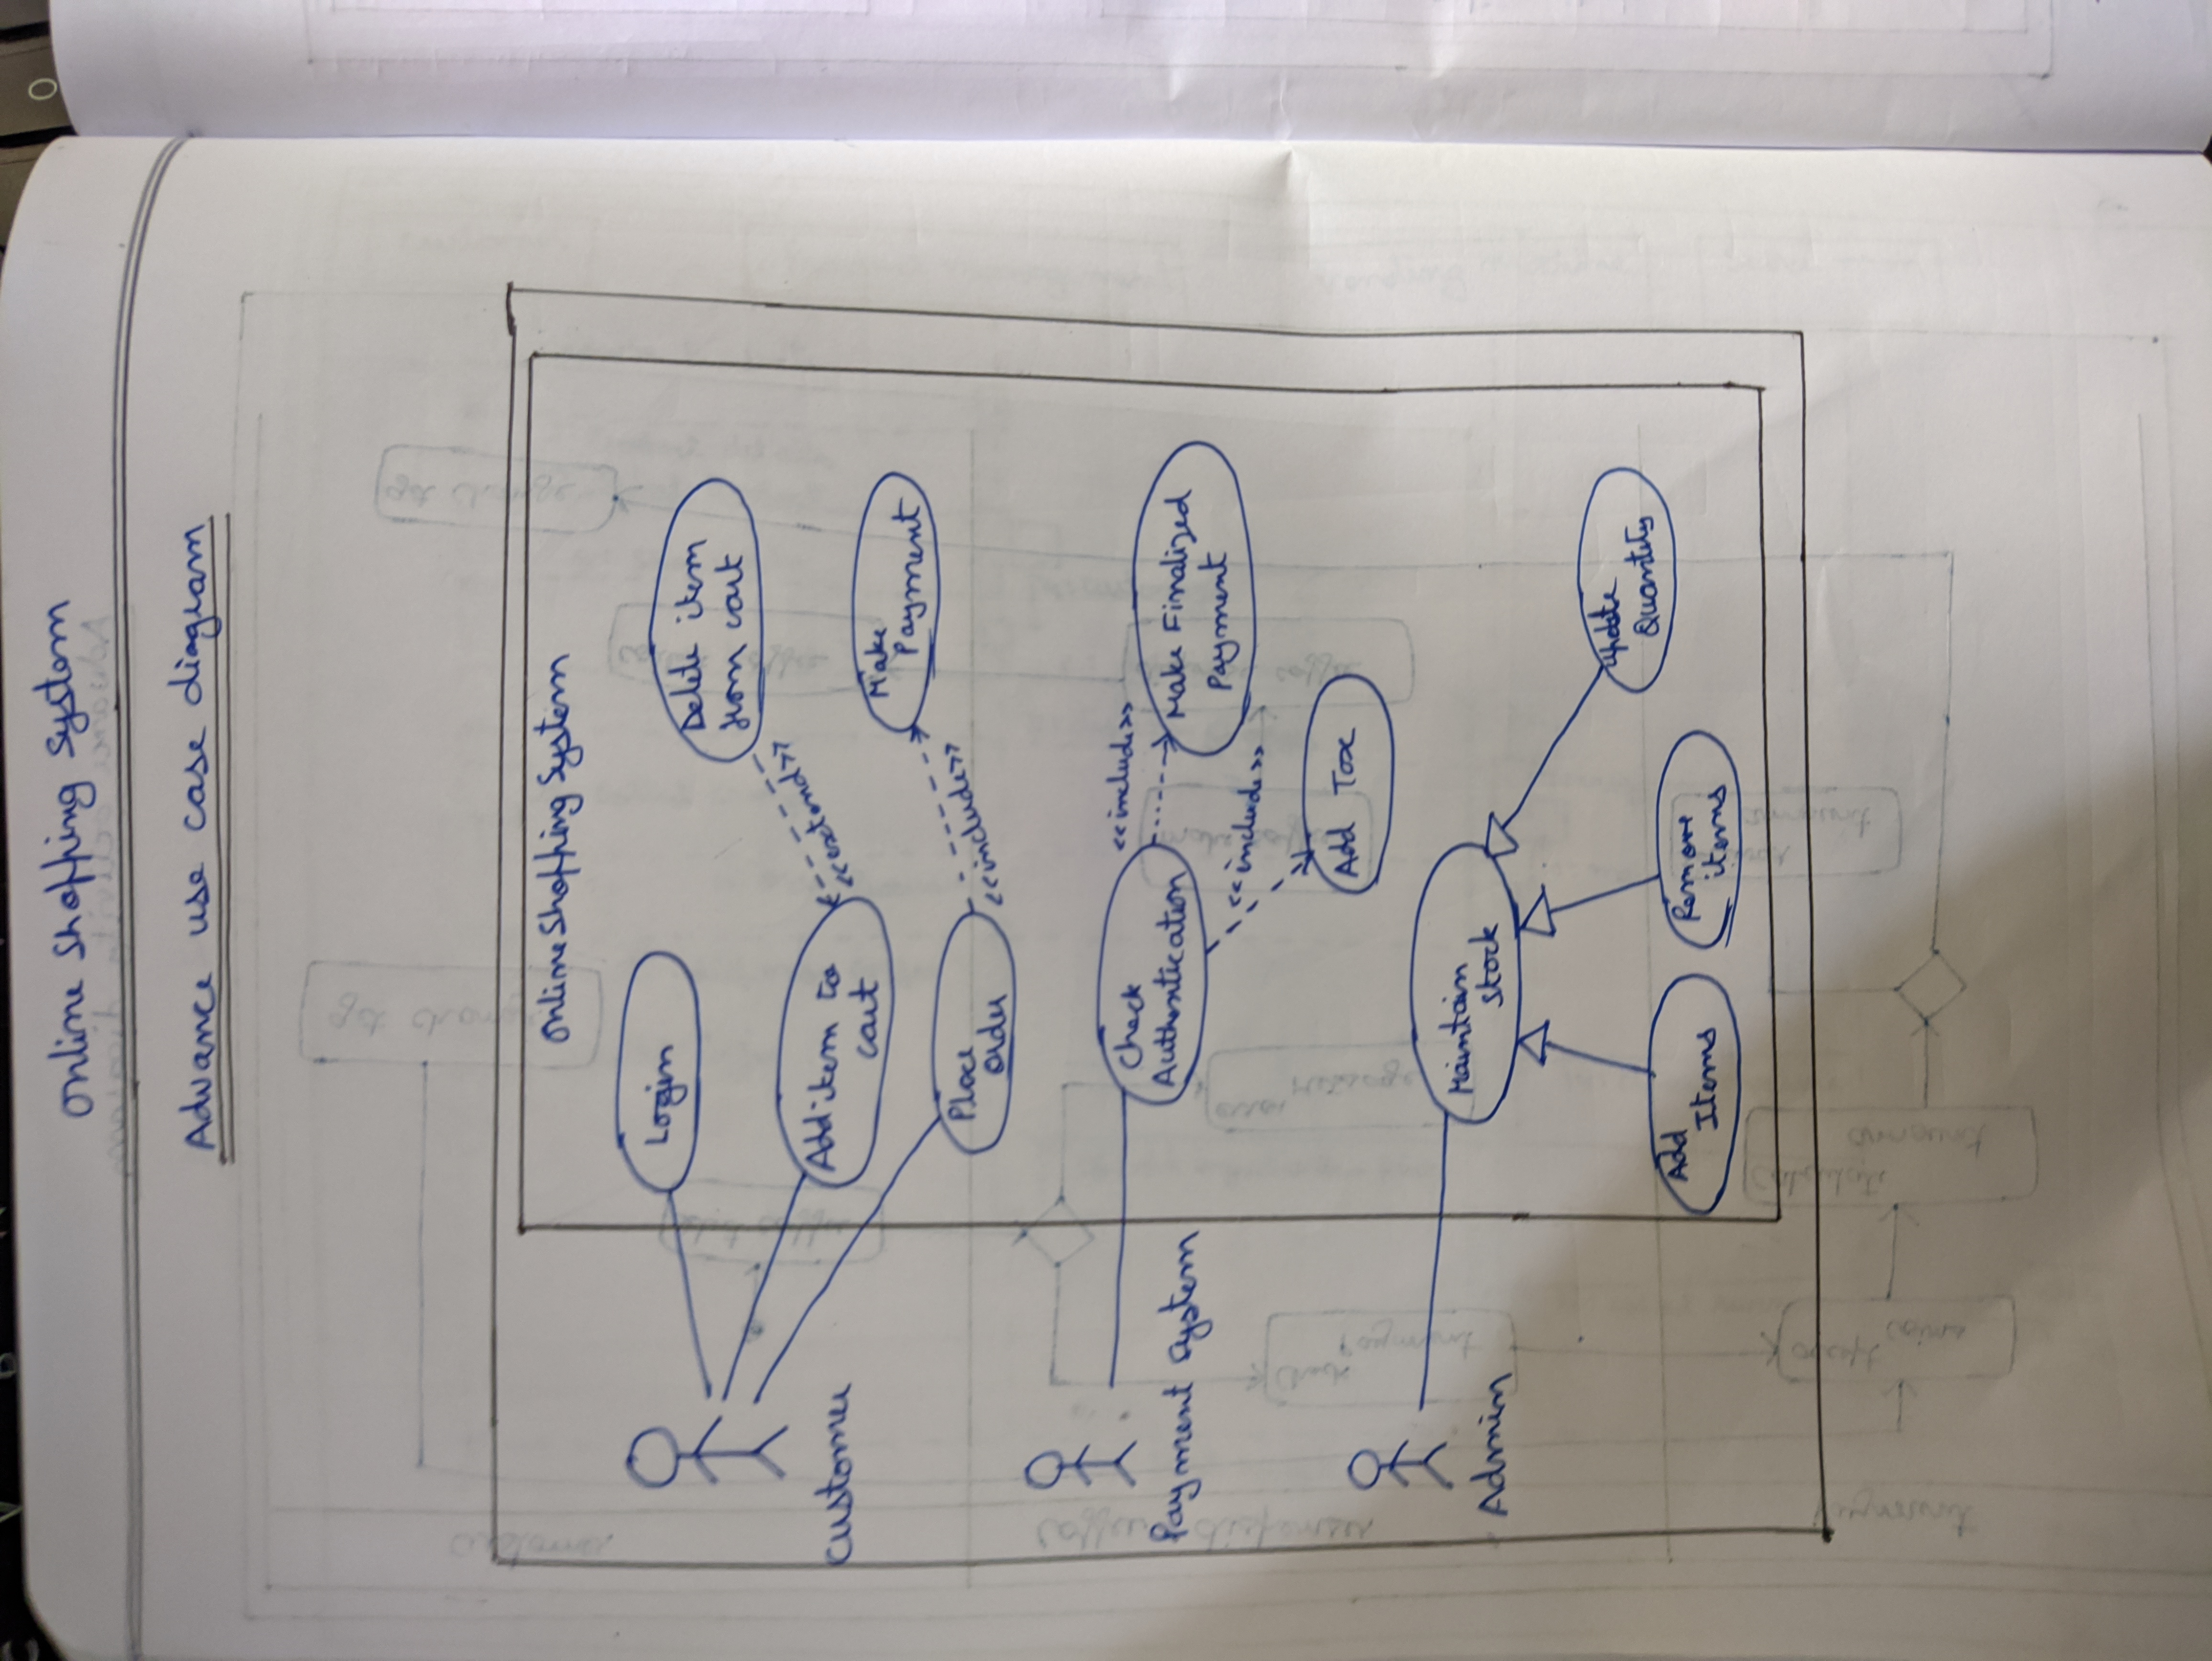 Online Shopping System
Advance use case diagram
Online Shopping System
Login
Delete item
from cart
Customer
Add item to
cart
<<extend>>
Make
Payment
Place
order
<<include>>
Payment System
Check
Authentication
<<include>>
Make Finalized
Payment
<<include>>
Add Tax
Admin
Maintain
stock
Update
Quantity
Add
Items
Remove
items